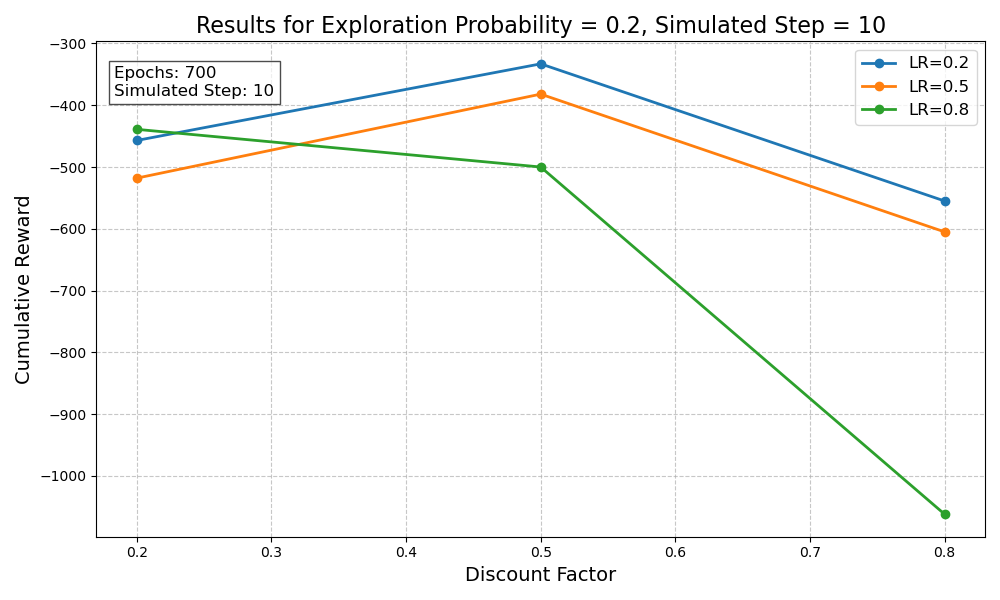 Results for Exploration Probability = 0.2, Simulated Step = 10
Epochs: 700
Simulated Step: 10
LR=0.2
LR=0.5
LR=0.8
Cumulative Reward
−300
−400
−500
−600
−700
−800
−900
−1000
0.2
0.3
0.4
0.5
0.6
0.7
0.8
Discount Factor